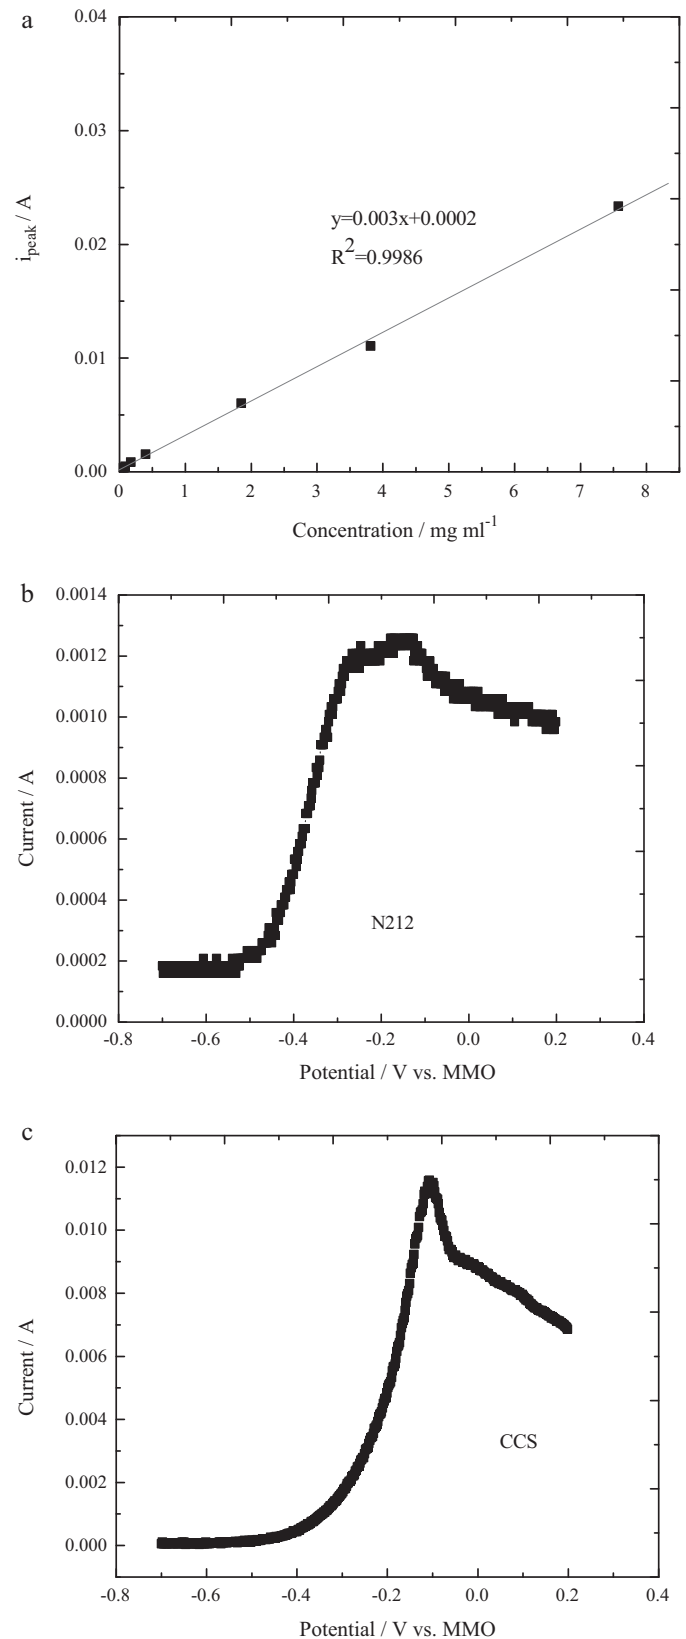 a
0.04
0.03
0.02
0.01
0.00
i_peak / A
y=0.003x+0.0002
R^2=0.9986
0 1 2 3 4 5 6 7 8
Concentration / mg ml^-1
b
0.0014
0.0012
0.0010
0.0008
0.0006
0.0004
0.0002
0.0000
Current / A
N212
-0.8 -0.6 -0.4 -0.2 0.0 0.2 0.4
Potential / V vs. MMO
c
0.012
0.010
0.008
0.006
0.004
0.002
0.000
Current / A
CCS
-0.8 -0.6 -0.4 -0.2 0.0 0.2 0.4
Potential / V vs. MMO